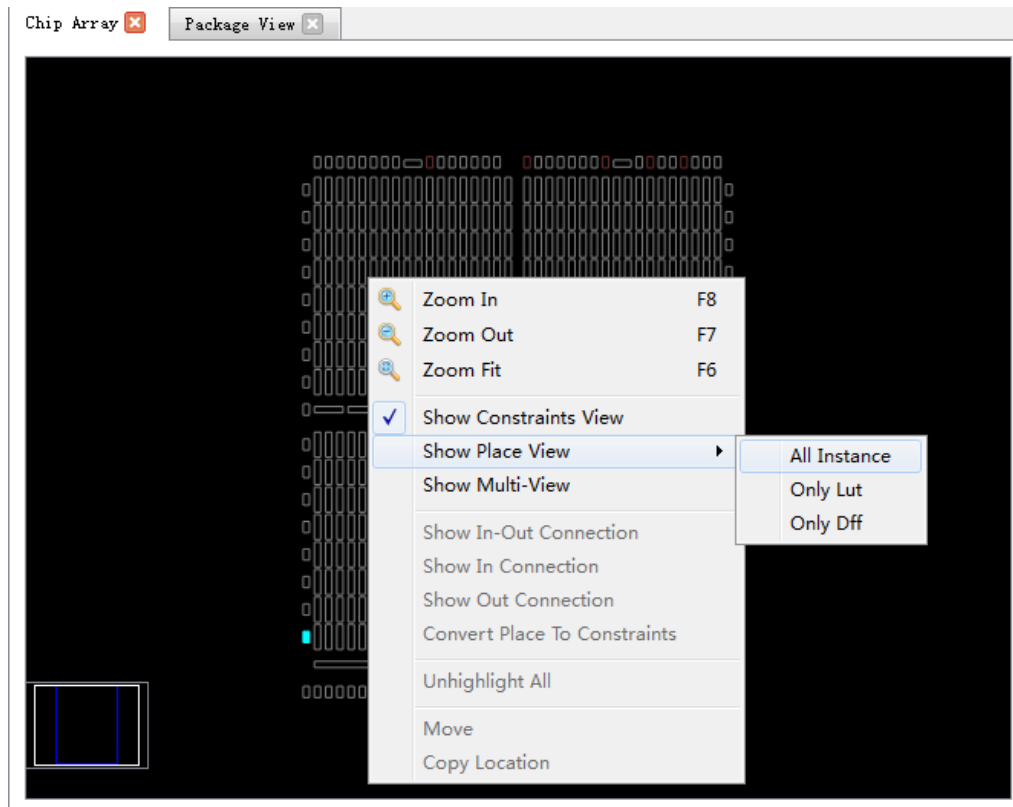 Chip Array Package View
Zoom In F8
Zoom Out F7
Zoom Fit F6
Show Constraints View
Show Place View
Show Multi-View
Show In-Out Connection
Show In Connection
Show Out Connection
Convert Place To Constraints
Unhighlight All
Move
Copy Location
All Instance
Only Lut
Only Dff